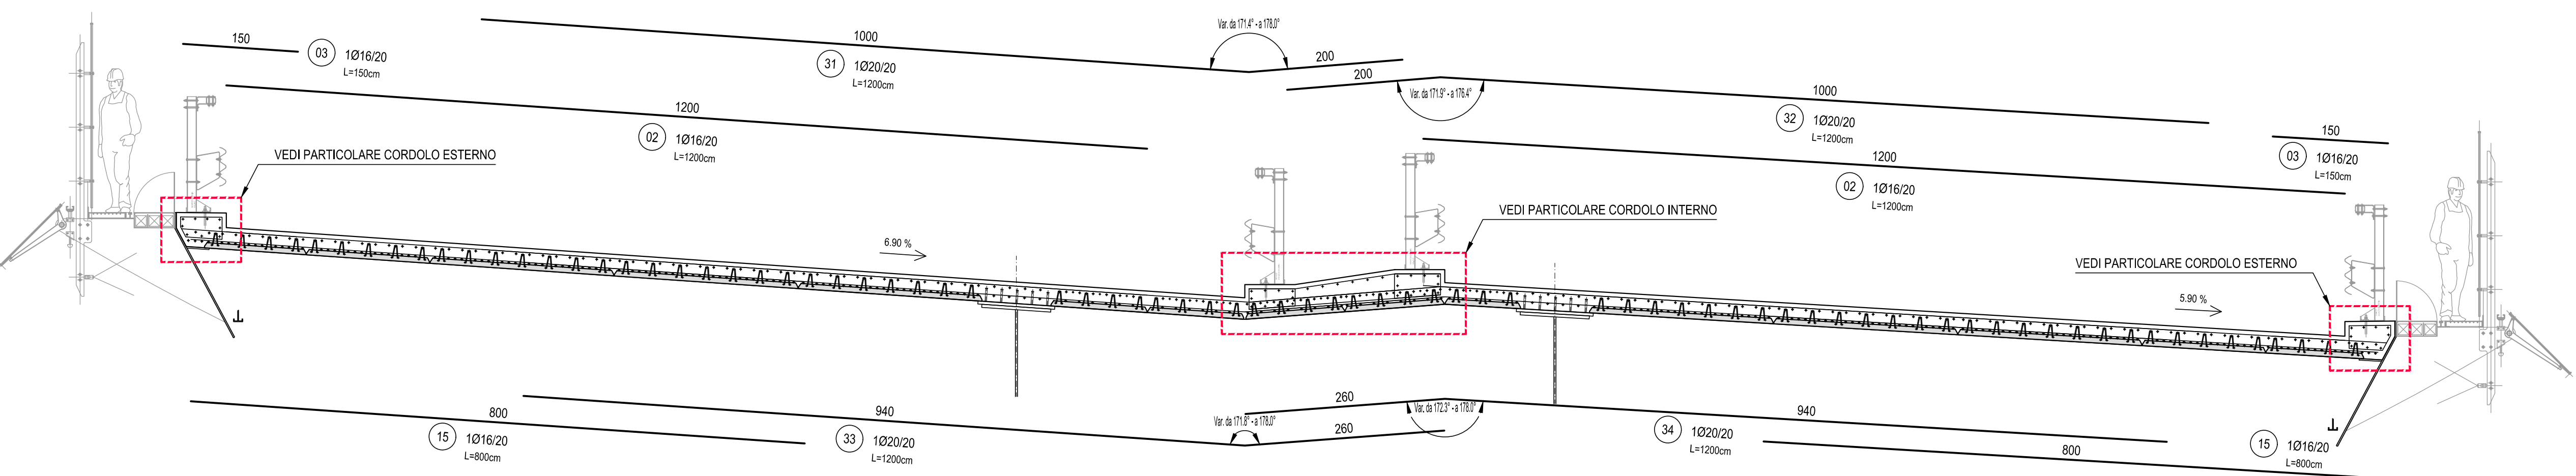 150
03 1Ø16/20
L=150cm
1000
31 1Ø20/20
L=1200cm
Var. da 171.4° - a 178.0°
200
200
Var. da 171.9° - a 176.4°
1000
32 1Ø20/20
L=1200cm
150
03 1Ø16/20
L=150cm
1200
02 1Ø16/20
L=1200cm
1200
02 1Ø16/20
L=1200cm
VEDI PARTICOLARE CORDOLO ESTERNO
VEDI PARTICOLARE CORDOLO INTERNO
VEDI PARTICOLARE CORDOLO ESTERNO
6.90 %
5.90 %
800
15 1Ø16/20
L=800cm
940
33 1Ø20/20
L=1200cm
Var. da 171.8° - a 178.0°
260
260
Var. da 172.3° - a 178.0°
940
34 1Ø20/20
L=1200cm
800
15 1Ø16/20
L=800cm